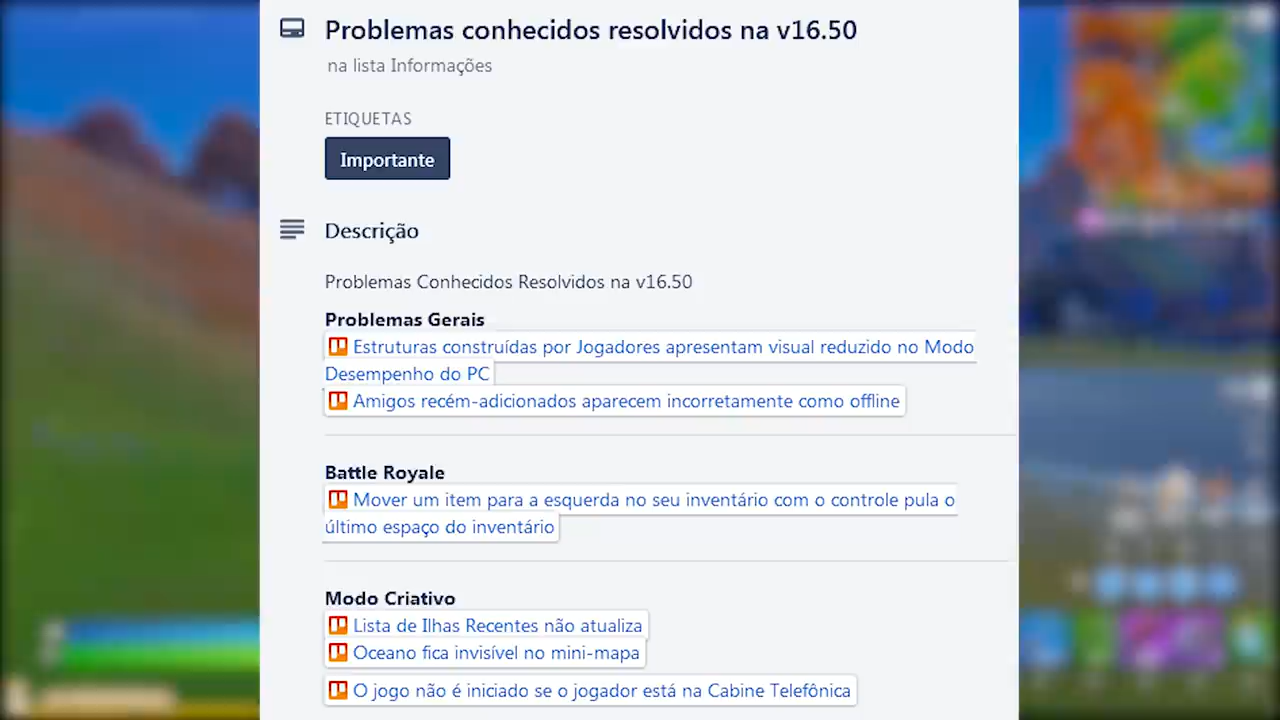 Problemas conhecidos resolvidos na v16.50
na lista Informações
ETIQUETAS
Importante
Descrição
Problemas Conhecidos Resolvidos na v16.50
Problemas Gerais
Estruturas construídas por Jogadores apresentam visual reduzido no Modo
Desempenho do PC
Amigos recém-adicionados aparecem incorretamente como offline
Battle Royale
Mover um item para a esquerda no seu inventário com o controle pula o
último espaço do inventário
Modo Criativo
Lista de Ilhas Recentes não atualiza
Oceano fica invisível no mini-mapa
O jogo não é iniciado se o jogador está na Cabine Telefônica